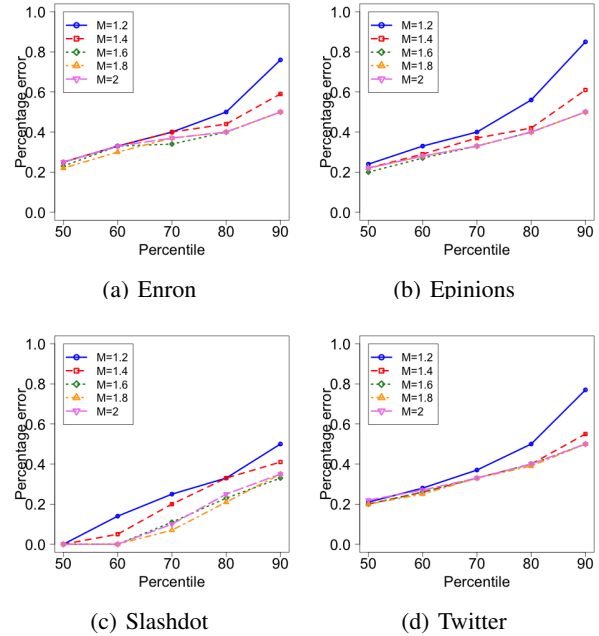 1.0
0.8
0.6
0.4
0.2
0.0
Percentage error
M=1.2
M=1.4
M=1.6
M=1.8
M=2
50 60 70 80 90
Percentile
(a) Enron
1.0
0.8
0.6
0.4
0.2
0.0
Percentage error
M=1.2
M=1.4
M=1.6
M=1.8
M=2
50 60 70 80 90
Percentile
(b) Epinions
1.0
0.8
0.6
0.4
0.2
0.0
Percentage error
M=1.2
M=1.4
M=1.6
M=1.8
M=2
50 60 70 80 90
Percentile
(c) Slashdot
1.0
0.8
0.6
0.4
0.2
0.0
Percentage error
M=1.2
M=1.4
M=1.6
M=1.8
M=2
50 60 70 80 90
Percentile
(d) Twitter